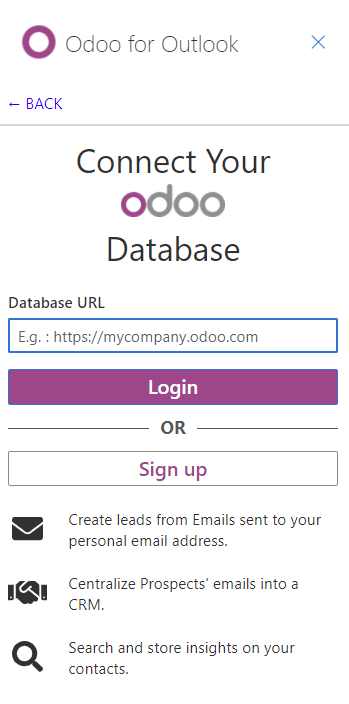 Odoo for Outlook
← BACK
Connect Your
odoo
Database
Database URL
E.g. : https://mycompany.odoo.com
Login
OR
Sign up
Create leads from Emails sent to your
personal email address.
Centralize Prospects' emails into a
CRM.
Search and store insights on your
contacts.